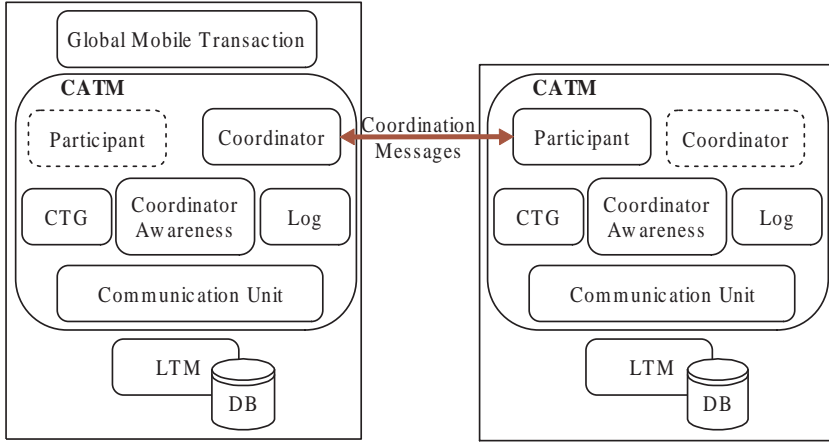 Global Mobile Transaction
CATM
Participant
Coordinator
CTG
Coordinator
Awareness
Log
Communication Unit
LTM
DB
Coordination
Messages
CATM
Participant
Coordinator
CTG
Coordinator
Awareness
Log
Communication Unit
LTM
DB